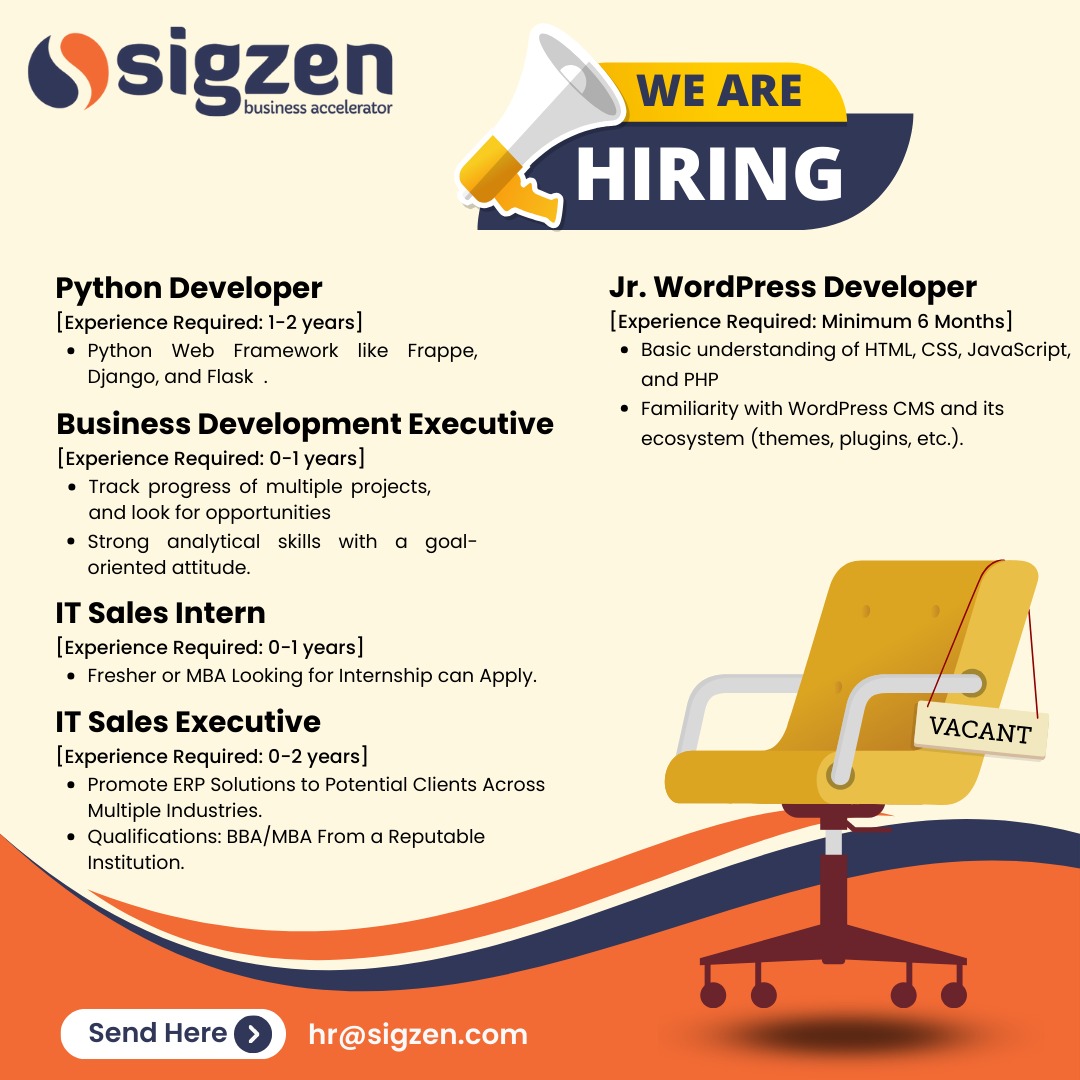 sigzen
business accelerator
WE ARE
HIRING
Python Developer
[Experience Required: 1-2 years]
• Python Web Framework like Frappe,
Django, and Flask .
Business Development Executive
[Experience Required: 0-1 years]
• Track progress of multiple projects,
and look for opportunities
• Strong analytical skills with a goal-
oriented attitude.
IT Sales Intern
[Experience Required: 0-1 years]
• Fresher or MBA Looking for Internship can Apply.
IT Sales Executive
[Experience Required: 0-2 years]
• Promote ERP Solutions to Potential Clients Across
Multiple Industries.
• Qualifications: BBA/MBA From a Reputable
Institution.
Jr. WordPress Developer
[Experience Required: Minimum 6 Months]
• Basic understanding of HTML, CSS, JavaScript,
and PHP
• Familiarity with WordPress CMS and its
ecosystem (themes, plugins, etc.).
VACANT
Send Here
hr@sigzen.com